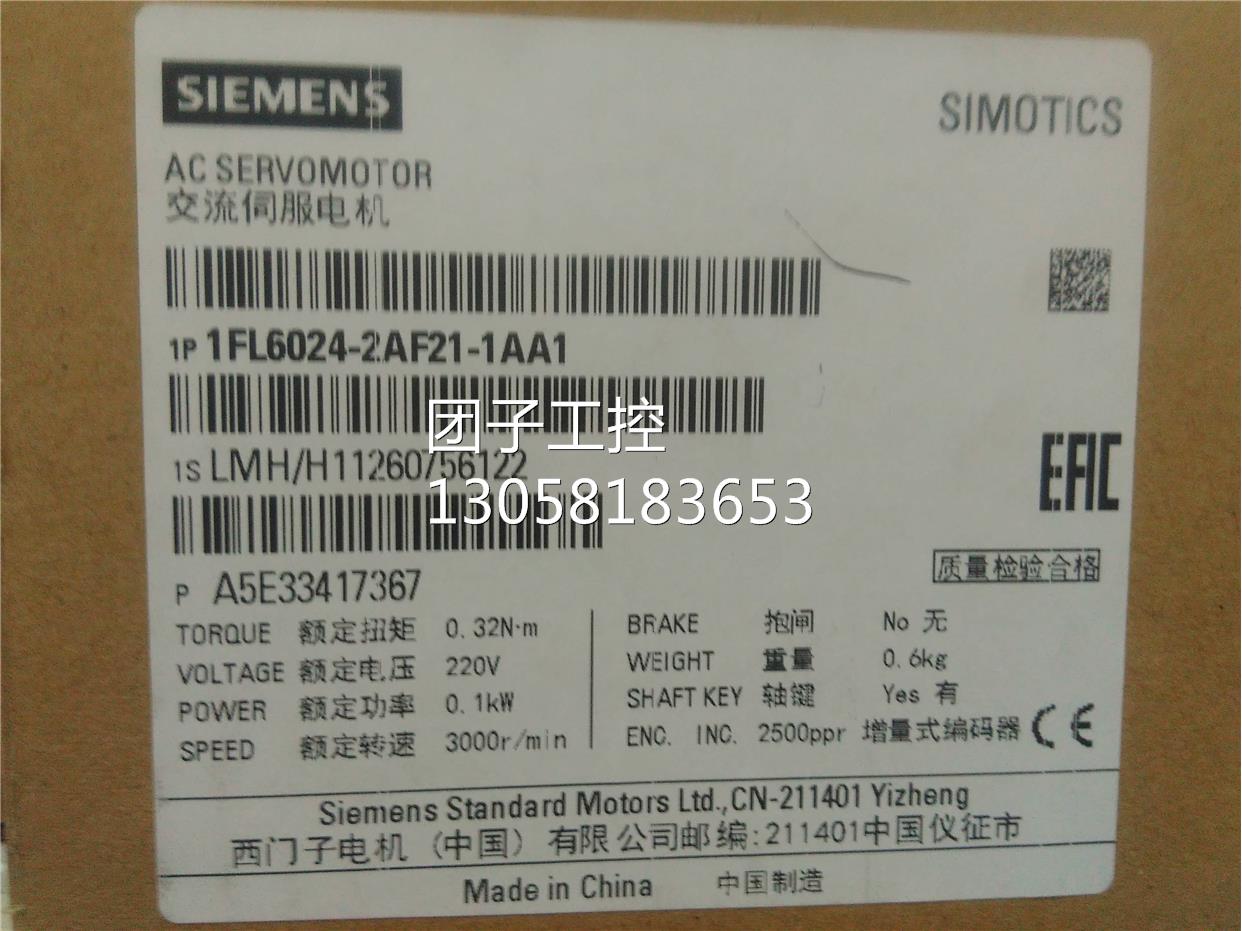 SIEMENS
SIMOTICS
AC SERVOMOTOR
交流伺服电机
1P 1FL6024-2AF21-1AA1
团子工控
1S LMH/H11260756122
13058183653
EAC
P A5E33417367
质量检验合格
TORQUE 额定扭矩 0.32N·m
VOLTAGE 额定电压 220V
POWER 额定功率 0.1kW
SPEED 额定转速 3000r/min
BRAKE 抱闸 No 无
WEIGHT 重量 0.6kg
SHAFT KEY 轴键 Yes 有
ENC. INC. 2500ppr 增量式编码器 CE
Siemens Standard Motors Ltd.,CN-211401 Yizheng
西门子电机（中国）有限公司邮编:211401中国仪征市
Made in China 中国制造